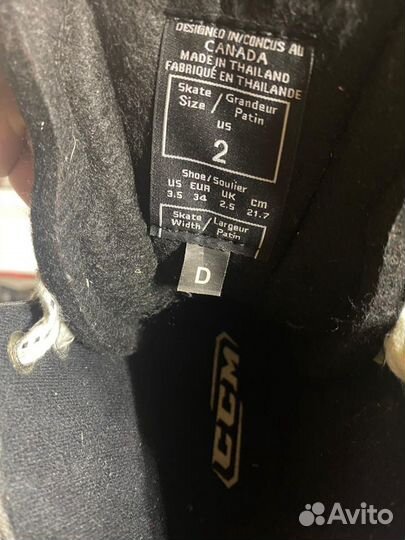 DESIGNED IN/CONCUS AU
CANADA
MADE IN THAILAND
FABRIQUÉ EN THAILANDE
Skate / Grandeur
Size / Patin
US
2
Shoe/Soulier
US EUR UK CM
3.5 34 2.5 21.7
Skate / Largeur
Width / Patin
D
CCM
Avito